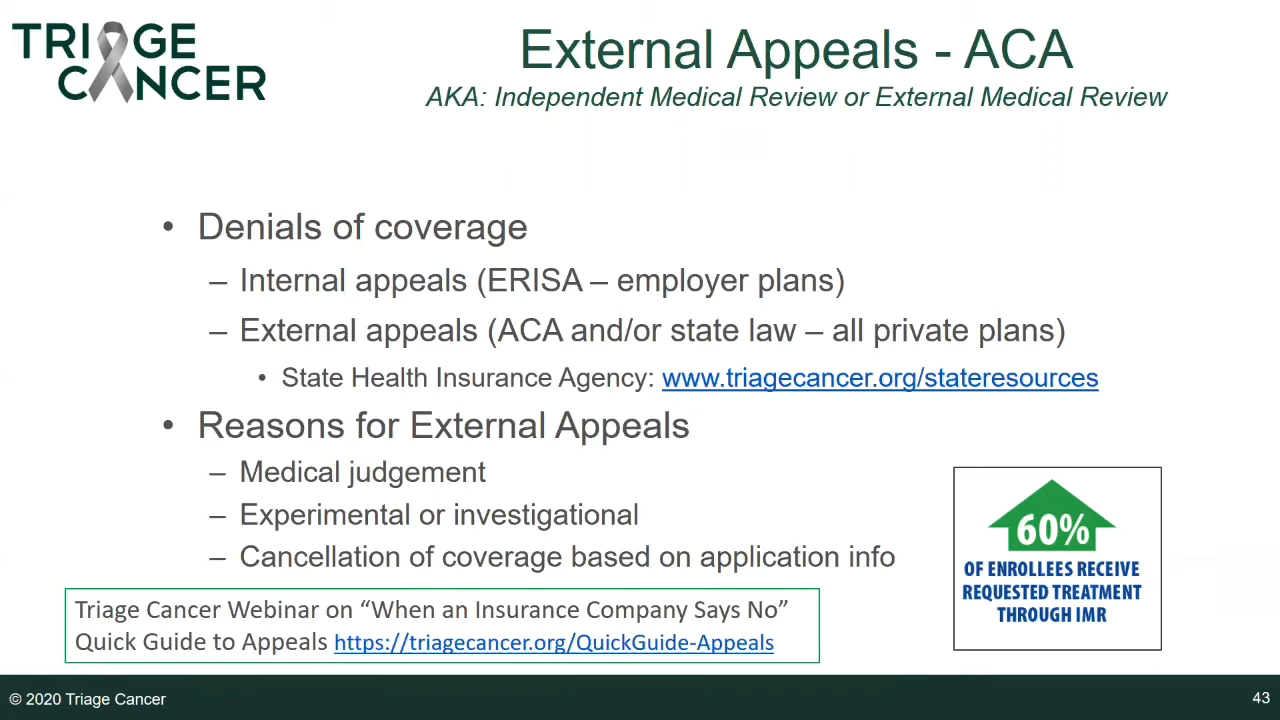 TRIAGE
CANCER
External Appeals - ACA
AKA: Independent Medical Review or External Medical Review
• Denials of coverage
– Internal appeals (ERISA – employer plans)
– External appeals (ACA and/or state law – all private plans)
• State Health Insurance Agency: www.triagecancer.org/stateresources
• Reasons for External Appeals
– Medical judgement
– Experimental or investigational
– Cancellation of coverage based on application info
60%
OF ENROLLEES RECEIVE
REQUESTED TREATMENT
THROUGH IMR
Triage Cancer Webinar on “When an Insurance Company Says No”
Quick Guide to Appeals https://triagecancer.org/QuickGuide-Appeals
© 2020 Triage Cancer
43